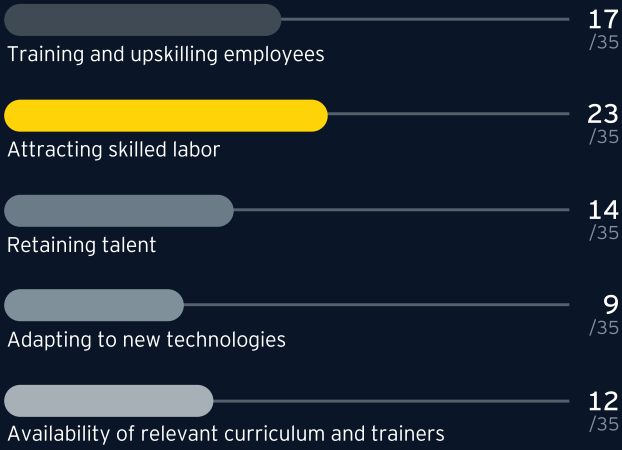 17
/35
Training and upskilling employees
23
/35
Attracting skilled labor
14
/35
Retaining talent
9
/35
Adapting to new technologies
12
/35
Availability of relevant curriculum and trainers